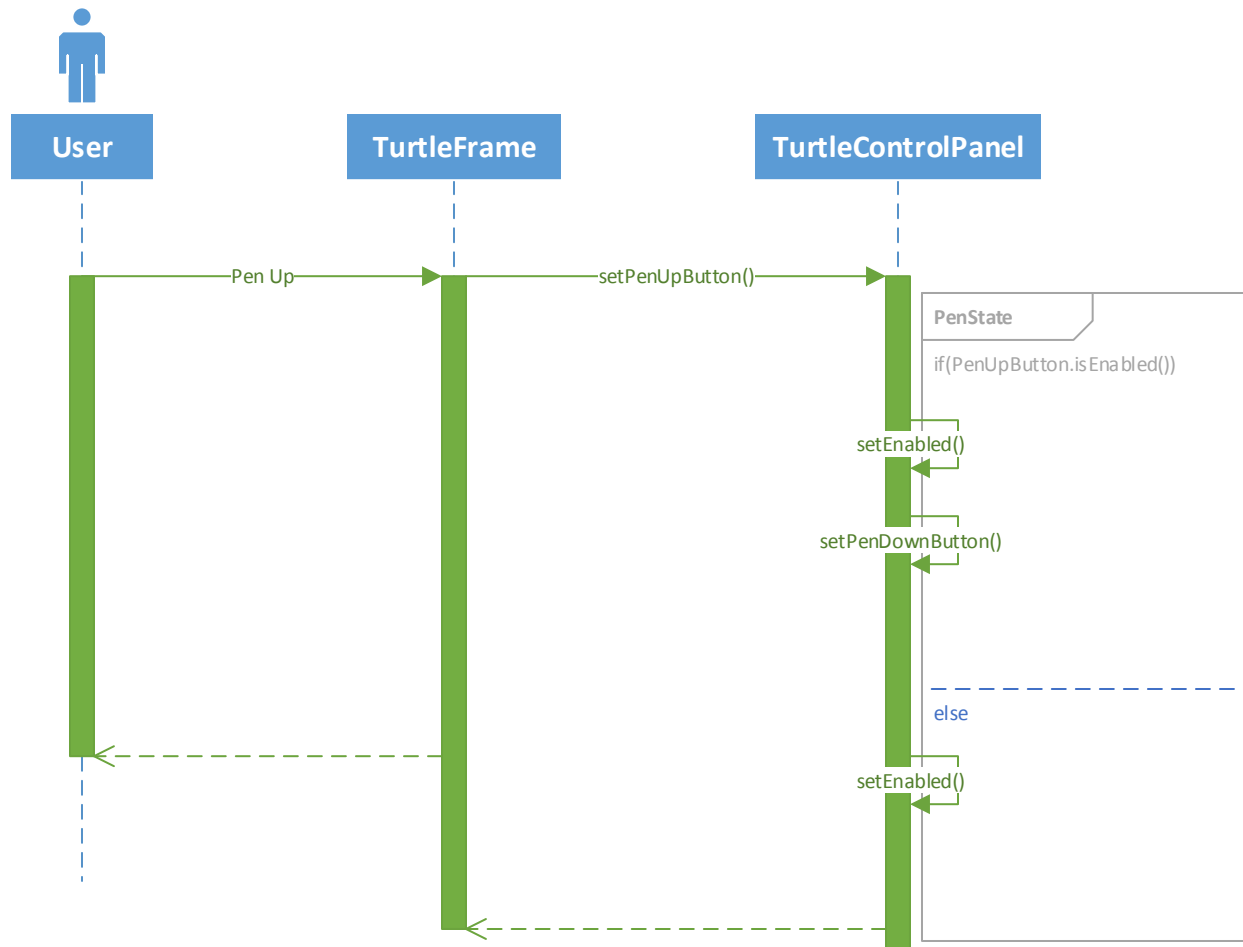 User
TurtleFrame
TurtleControlPanel
Pen Up
setPenUpButton()
PenState
if(PenUpButton.isEnabled())
setEnabled()
setPenDownButton()
else
setEnabled()